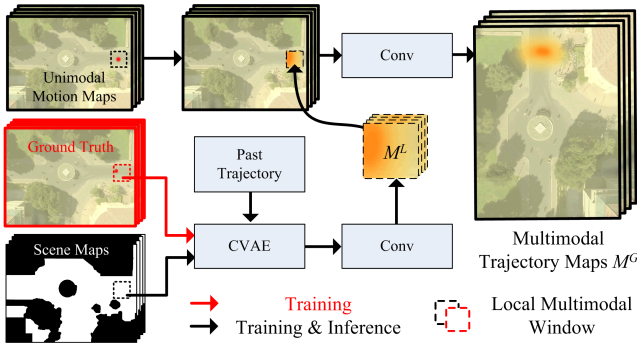 Unimodal
Motion Maps
Conv
Ground Truth
Past
Trajectory
M^L
Scene Maps
CVAE
Conv
Multimodal
Trajectory Maps M^G
Training
Training & Inference
Local Multimodal
Window